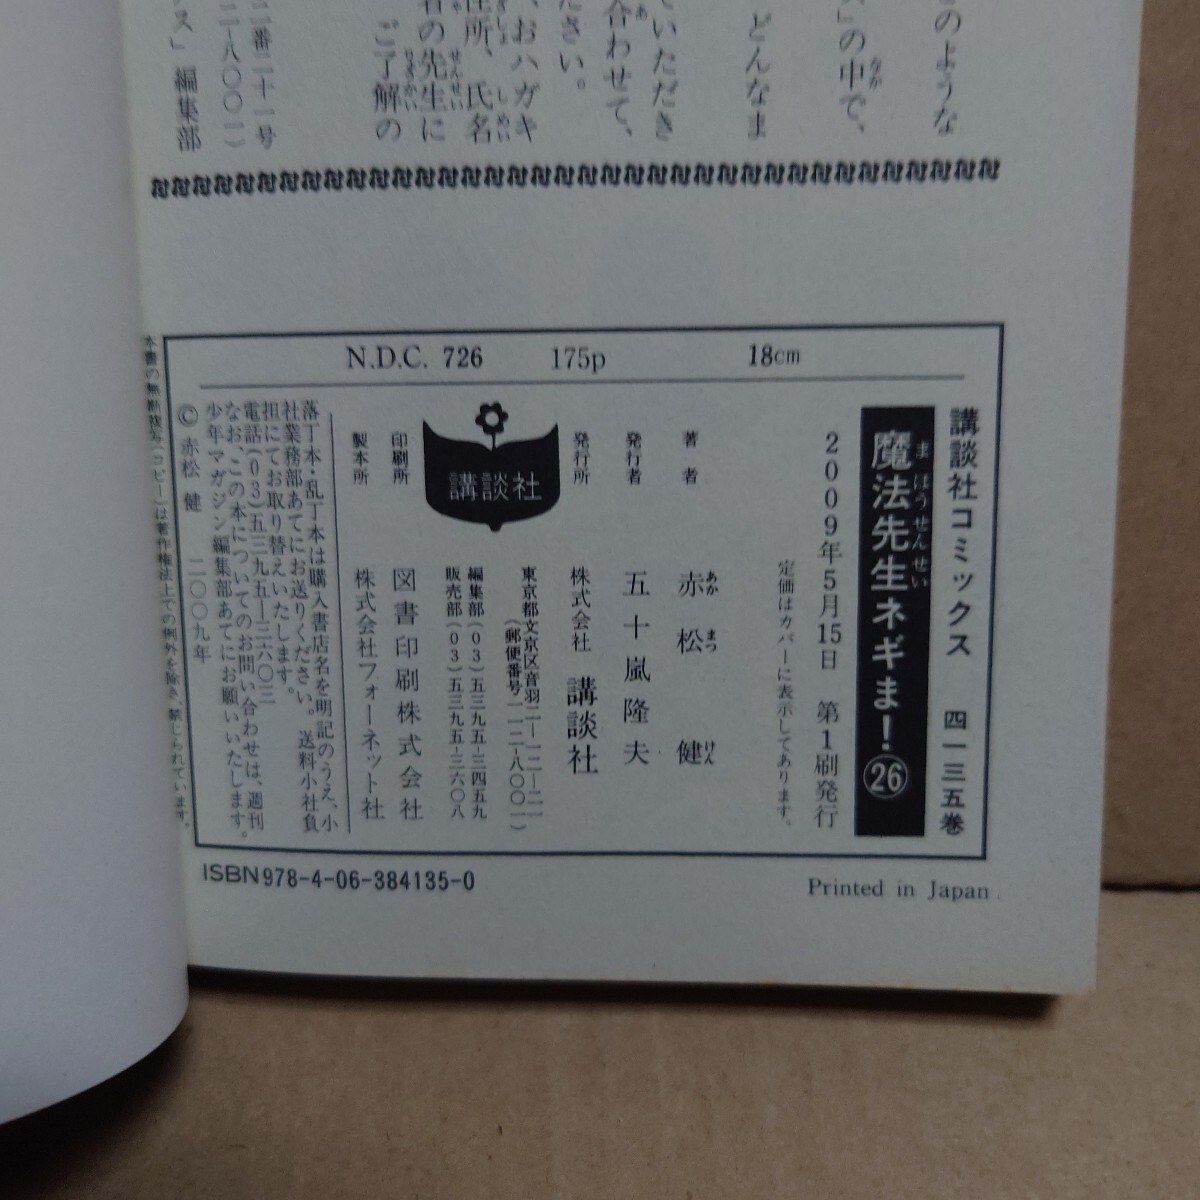 このような
ス」の中で、
どんなま
ていただき
合わせて、
ださい。
、おハガキ
住所、氏名
者の先生に
ご了解の
二番二十一号
二-八〇〇一)
クス」編集部
N.D.C. 726 175p 18cm
講談社コミックス 四一三五巻
魔法先生ネギま! ㉖
まほうせんせい
2009年5月15日 第1刷発行
定価はカバーに表示してあります。
著者 赤松 健
あか まつ けん
発行者 五十嵐隆夫
発行所 株式会社 講談社
東京都文京区音羽二-一二-二一
(郵便番号一一二-八〇〇一)
編集部(03)五三九五-三四五九
販売部(03)五三九五-三六〇八
講談社
印刷所 図書印刷株式会社
製本所 株式会社フォーネット社
落丁本・乱丁本は購入書店名を明記のうえ、小
社業務部あてにお送りください。送料小社負
担にてお取り替えいたします。
電話(03)五三九五-三六〇三
なお、この本についてのお問い合わせは、週刊
少年マガジン編集部あてにお願いいたします。
© 赤松 健 二〇〇九年
本書の無断複写(コピー)は著作権法上での例外を除き、禁じられています。
ISBN978-4-06-384135-0
Printed in Japan